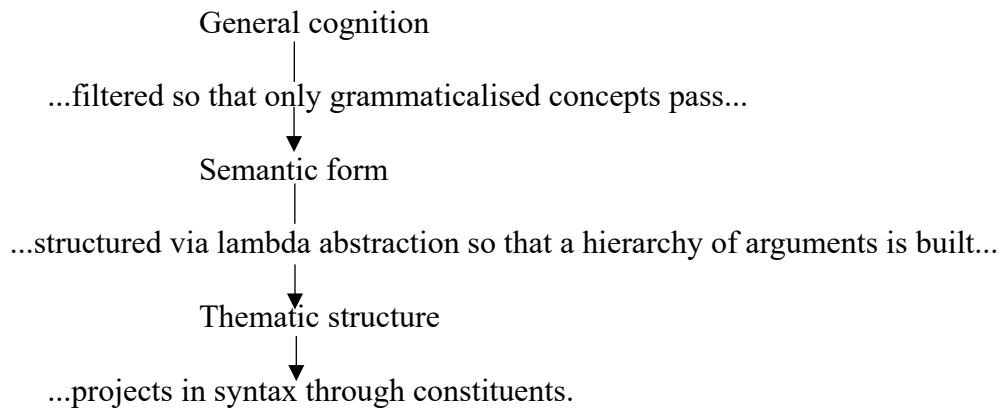 General cognition
...filtered so that only grammaticalised concepts pass...
Semantic form
...structured via lambda abstraction so that a hierarchy of arguments is built...
Thematic structure
...projects in syntax through constituents.